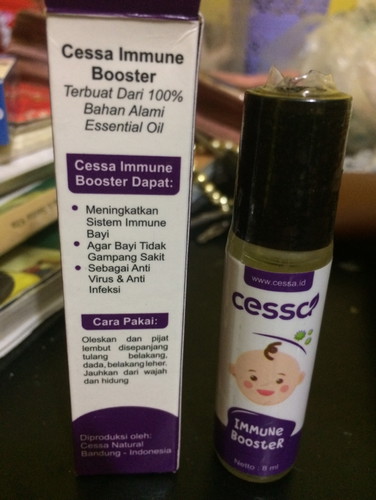 Cessa Immune
Booster
Terbuat Dari 100%
Bahan Alami
Essential Oil
Cessa Immune
Booster Dapat:
Meningkatkan
Sistem Immune
Bayi
Agar Bayi Tidak
Gampang Sakit
Sebagai Anti
Virus & Anti
Infeksi
Cara Pakai:
Oleskan dan pijat
lembut disepanjang
tulang belakang,
dada, belakang leher.
Jauhkan dari wajah
dan hidung
Diproduksi oleh:
Cessa Natural
Bandung - Indonesia
www.cessa.id
cessa
IMMUNE
BOOSTER
Netto : 8 ml